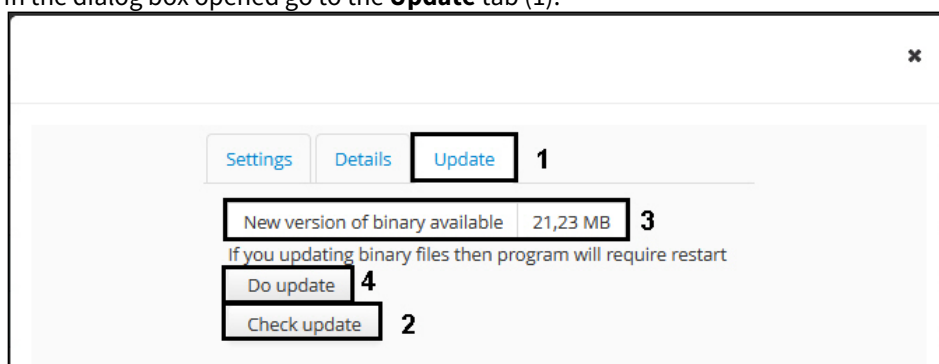 In the dialog box opened go to the Update tab (1).
✖
Settings Details Update 1
New version of binary available 21,23 MB 3
If you updating binary files then program will require restart
Do update 4
Check update 2